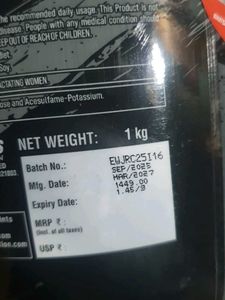 the recommended daily usage. This Product is not
disease. People with any medical condition should
KEEP OUT OF REACH OF CHILDREN.
Soy.
LACTATING WOMEN.
ose and Acesulfame-Potassium.
NET WEIGHT: 1 kg
Batch No.: EWJRC25I16
Mfg. Date: SEP/2025
Expiry Date: MAR/2027
MRP ₹ : 1449.00
(Incl. of all taxes)
USP ₹ : 1.45/g